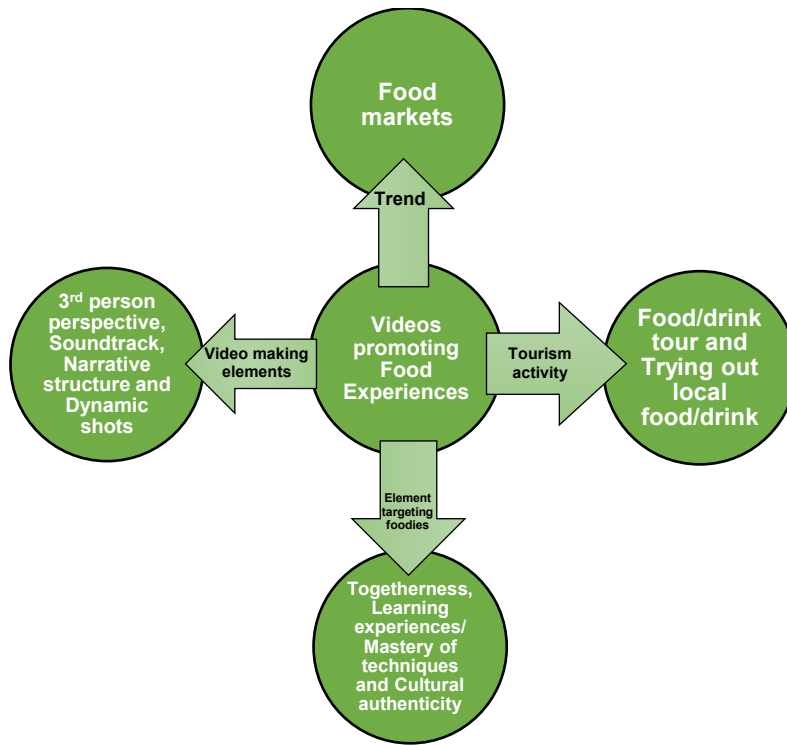 Food
markets
Trend
3rd person
perspective,
Soundtrack,
Narrative
structure and
Dynamic
shots
Video making
elements
Videos
promoting
Food
Experiences
Tourism
activity
Food/drink
tour and
Trying out
local
food/drink
Element
targeting
foodies
Togetherness,
Learning
experiences/
Mastery of
techniques
and Cultural
authenticity